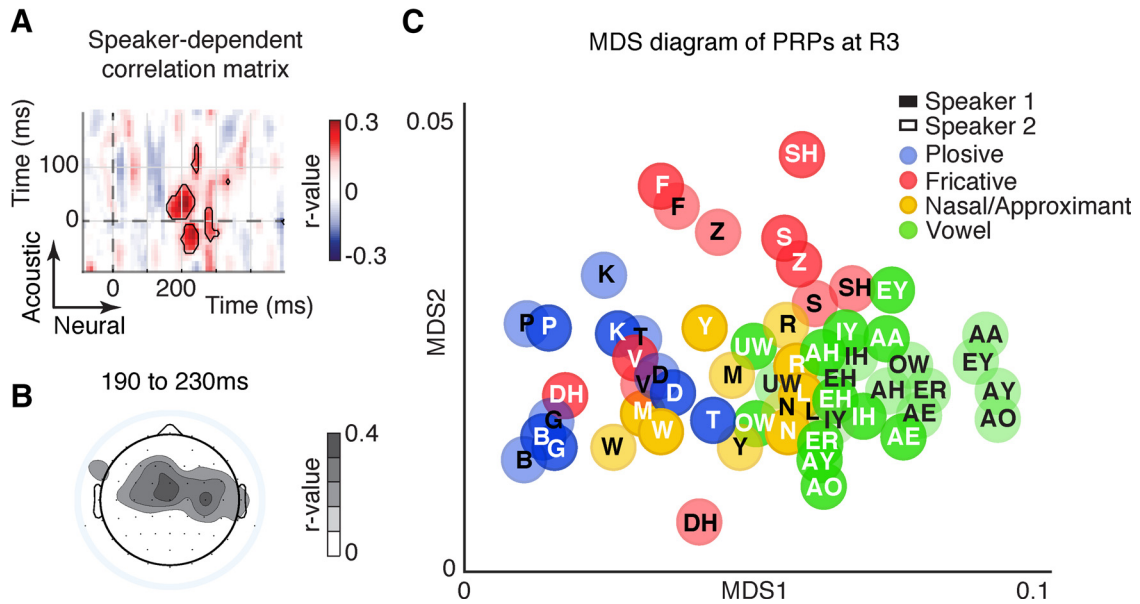 A
Speaker-dependent
correlation matrix
Time (ms)
100
0
0
200
Time (ms)
Acoustic
Neural
0.3
0
-0.3
r-value
B
190 to 230ms
0.4
0
r-value
C
MDS diagram of PRPs at R3
0.05
0
MDS2
0
MDS1
0.1
Speaker 1
Speaker 2
Plosive
Fricative
Nasal/Approximant
Vowel
SH
F
F
Z
S
Z
K
SH
EY
S
P
P
K
T
Y
R
IY
AA
AA
V
UW
AH
IH
EY
V
D
M
R
EH
OW
DH
D
UW
L
EH
AH
ER
AY
G
M
T
OW
N
L
IY
IH
AE
AO
B
G
W
W
Y
N
ER
AE
B
AY
AO
DH